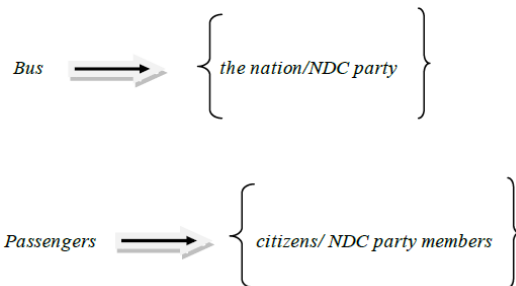 Bus the nation/NDC party
Passengers citizens/ NDC party members